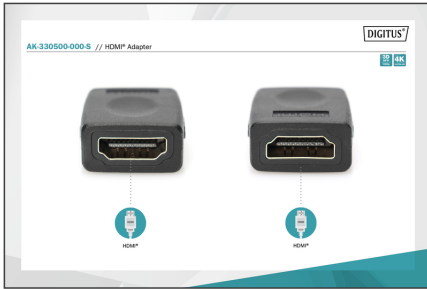 DIGITUS®
AK-330500-000-S // HDMI® Adapter
3D
4K
HDMI®
HDMI®